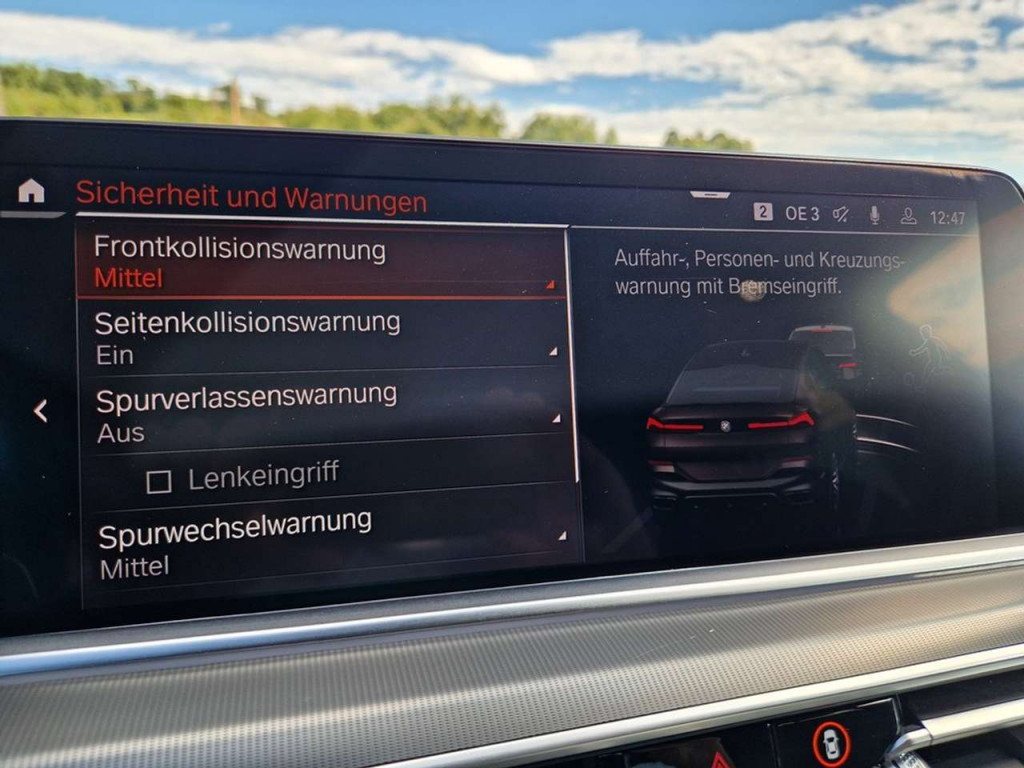 Sicherheit und Warnungen
2 OE 3 12:47
Frontkollisionswarnung
Mittel
Seitenkollisionswarnung
Ein
Spurverlassenswarnung
Aus
Lenkeingriff
Spurwechselwarnung
Mittel
Auffahr-, Personen- und Kreuzungs-
warnung mit Bremseingriff.